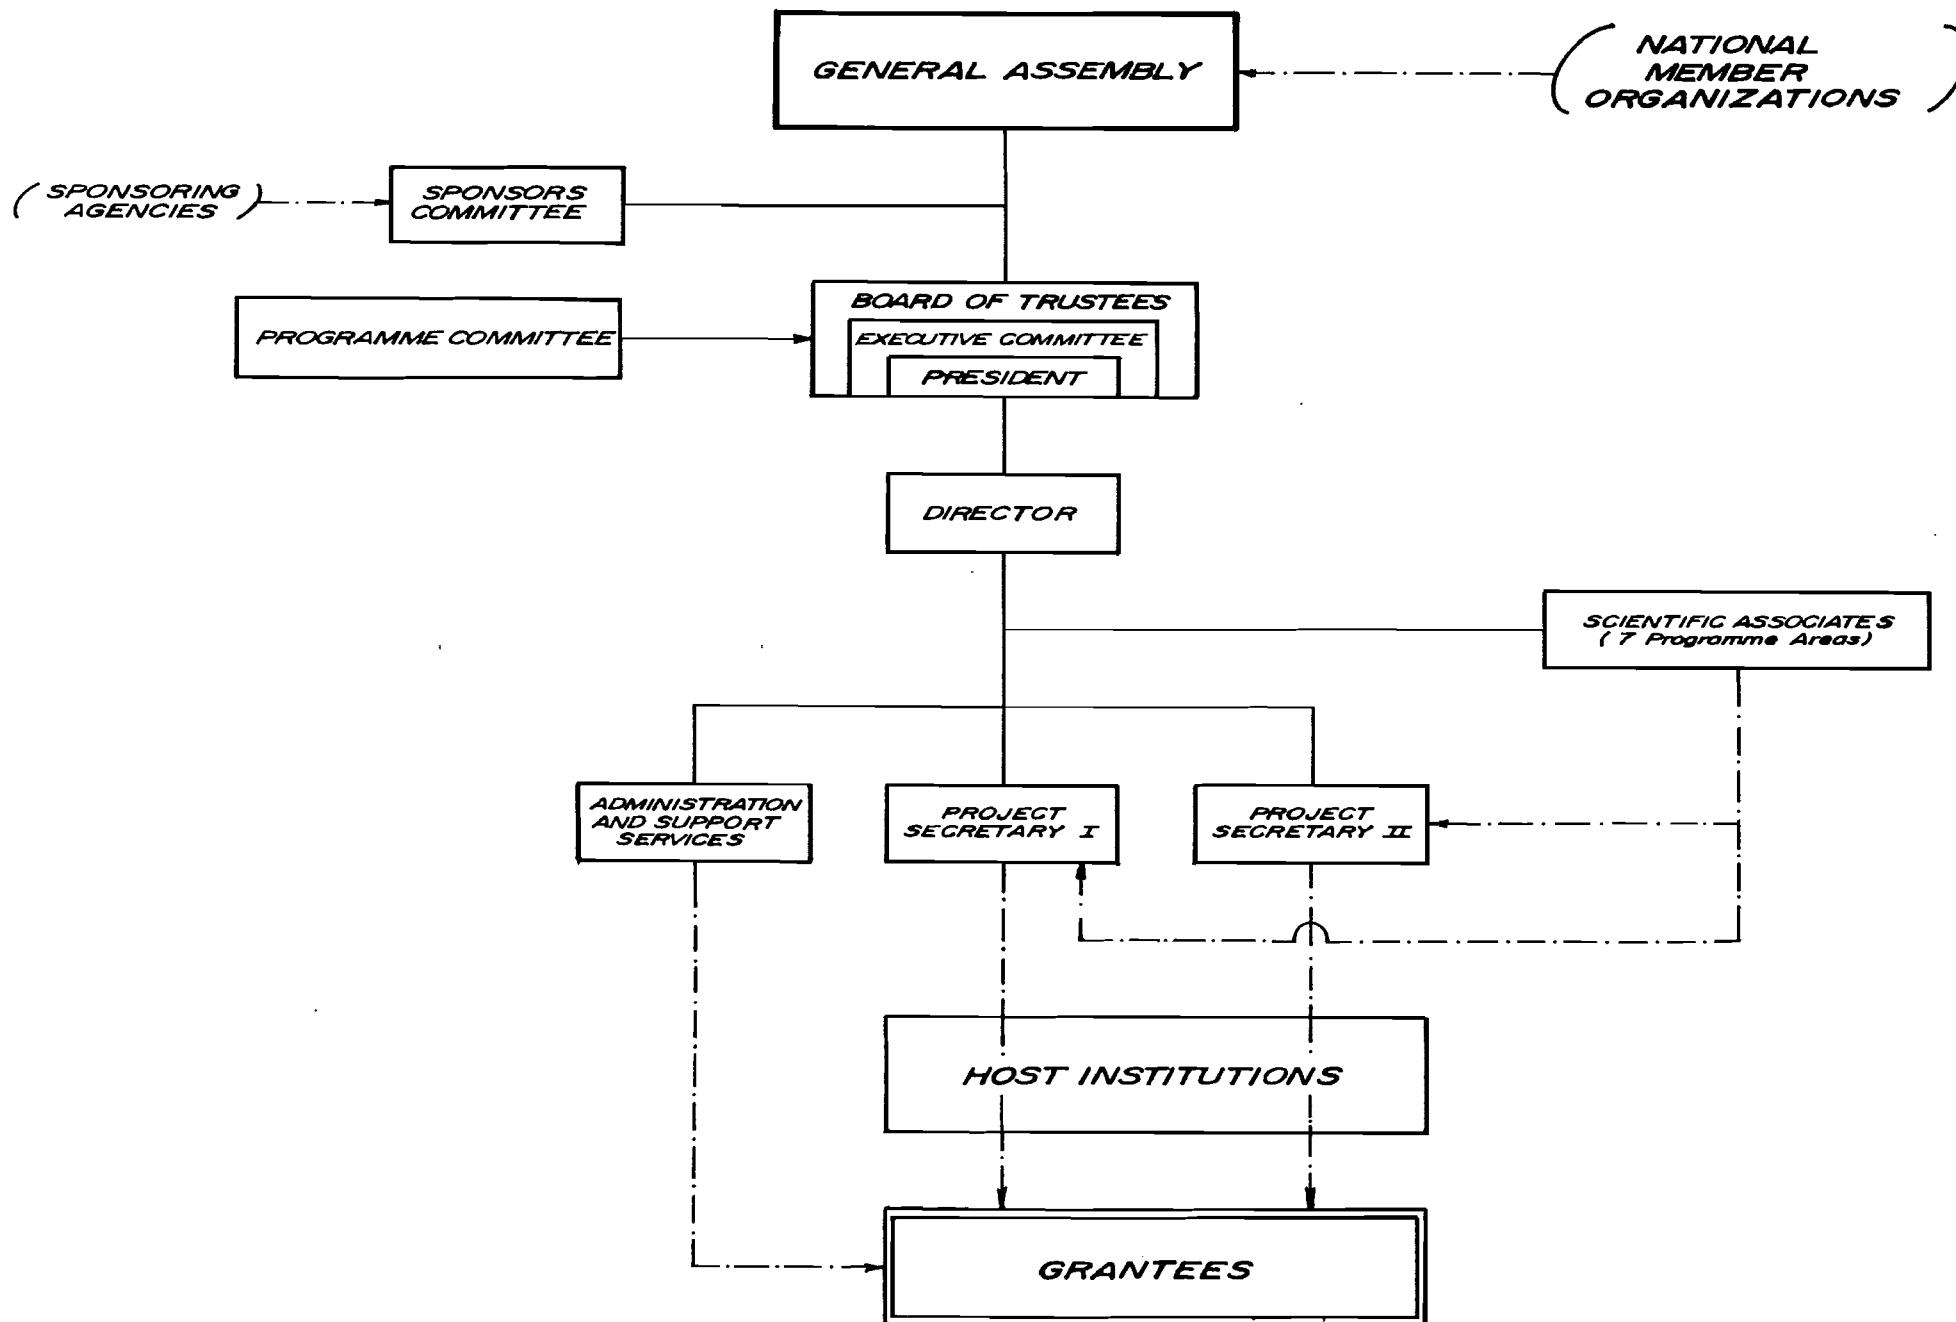 GENERAL ASSEMBLY
( NATIONAL
MEMBER
ORGANIZATIONS )
( SPONSORING
AGENCIES )
SPONSORS
COMMITTEE
BOARD OF TRUSTEES
PROGRAMME COMMITTEE
EXECUTIVE COMMITTEE
PRESIDENT
DIRECTOR
SCIENTIFIC ASSOCIATES
( 7 Programme Areas)
ADMINISTRATION
AND SUPPORT
SERVICES
PROJECT
SECRETARY I
PROJECT
SECRETARY II
HOST INSTITUTIONS
GRANTEES